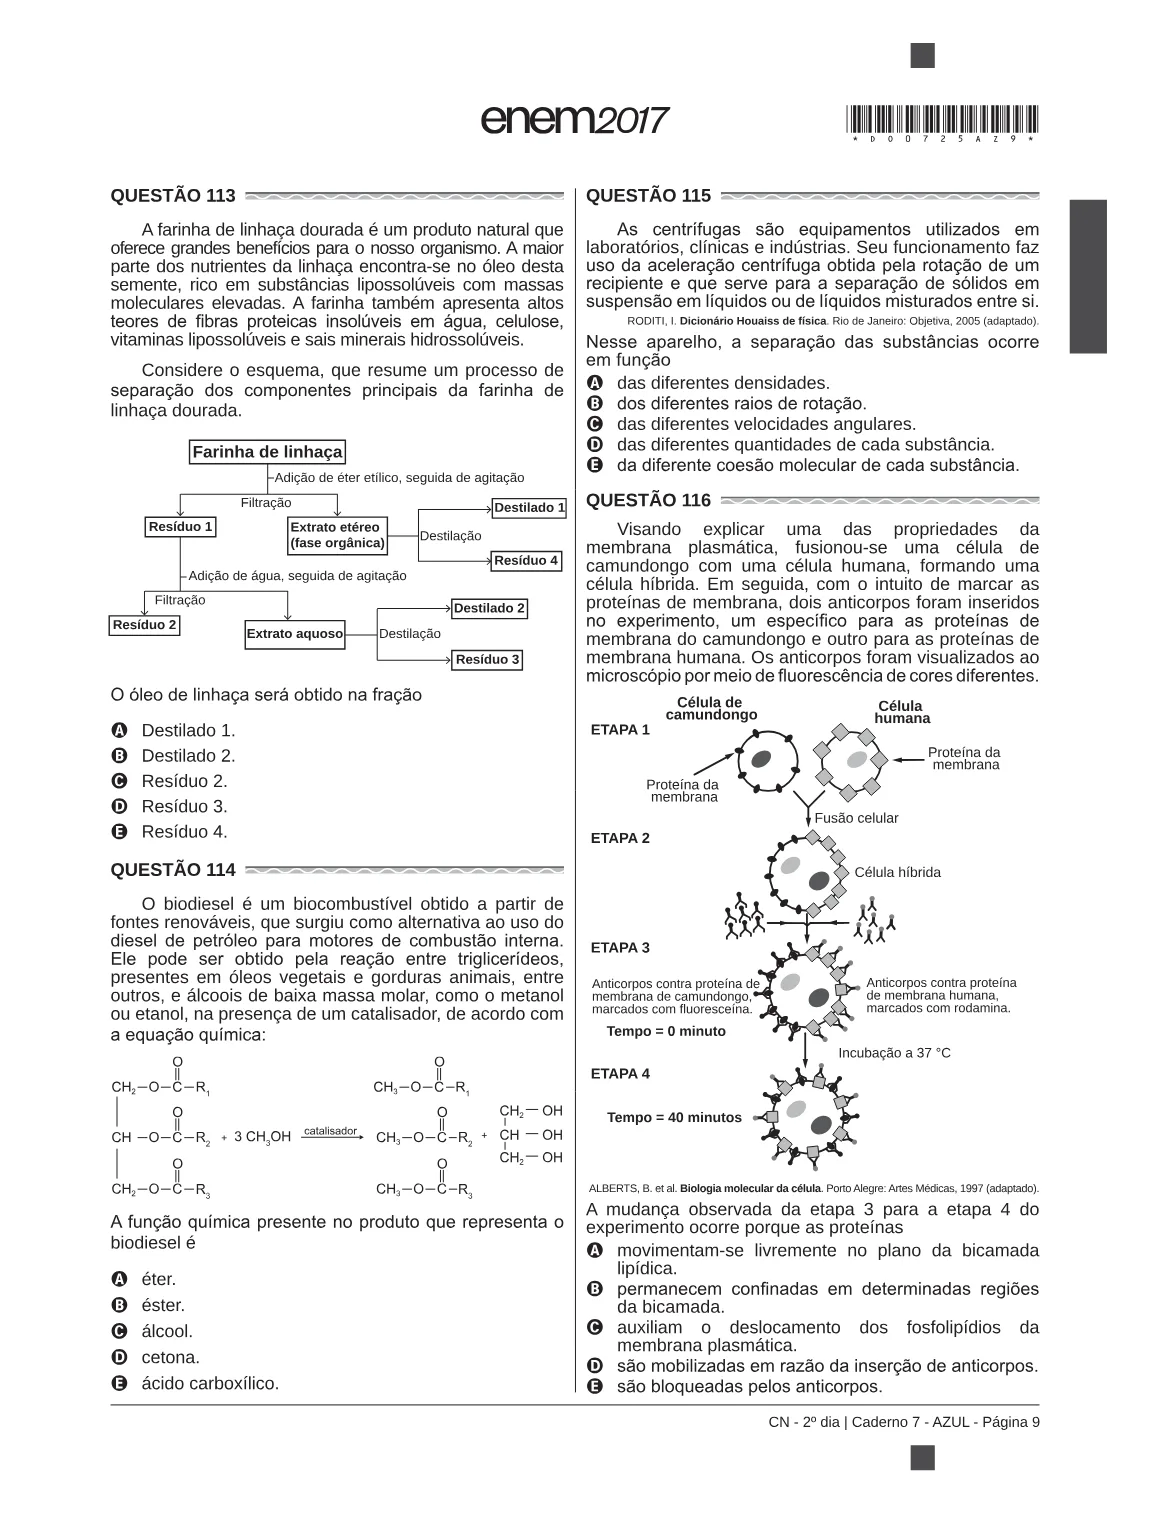 enem2017
* D 0 0 7 2 5 A Z 9 *
QUESTÃO 113
A farinha de linhaça dourada é um produto natural que
oferece grandes benefícios para o nosso organismo. A maior
parte dos nutrientes da linhaça encontra-se no óleo desta
semente, rico em substâncias lipossolúveis com massas
moleculares elevadas. A farinha também apresenta altos
teores de fibras proteicas insolúveis em água, celulose,
vitaminas lipossolúveis e sais minerais hidrossolúveis.
Considere o esquema, que resume um processo de
separação dos componentes principais da farinha de
linhaça dourada.
Farinha de linhaça
Adição de éter etílico, seguida de agitação
Filtração
Destilado 1
Resíduo 1
Extrato etéreo
(fase orgânica)
Destilação
Resíduo 4
Adição de água, seguida de agitação
Filtração
Destilado 2
Resíduo 2
Extrato aquoso
Destilação
Resíduo 3
O óleo de linhaça será obtido na fração
A Destilado 1.
B Destilado 2.
C Resíduo 2.
D Resíduo 3.
E Resíduo 4.
QUESTÃO 114
O biodiesel é um biocombustível obtido a partir de
fontes renováveis, que surgiu como alternativa ao uso do
diesel de petróleo para motores de combustão interna.
Ele pode ser obtido pela reação entre triglicerídeos,
presentes em óleos vegetais e gorduras animais, entre
outros, e álcoois de baixa massa molar, como o metanol
ou etanol, na presença de um catalisador, de acordo com
a equação química:
O O
CH2—O—C—R1 CH3—O—C—R1
O O CH2— OH
CH —O—C—R2 + 3 CH3OH catalisador CH3—O—C—R2 + CH — OH
O O CH2— OH
CH2—O—C—R3 CH3—O—C—R3
A função química presente no produto que representa o
biodiesel é
A éter.
B éster.
C álcool.
D cetona.
E ácido carboxílico.
QUESTÃO 115
As centrífugas são equipamentos utilizados em
laboratórios, clínicas e indústrias. Seu funcionamento faz
uso da aceleração centrífuga obtida pela rotação de um
recipiente e que serve para a separação de sólidos em
suspensão em líquidos ou de líquidos misturados entre si.
RODITI, I. Dicionário Houaiss de física. Rio de Janeiro: Objetiva, 2005 (adaptado).
Nesse aparelho, a separação das substâncias ocorre
em função
A das diferentes densidades.
B dos diferentes raios de rotação.
C das diferentes velocidades angulares.
D das diferentes quantidades de cada substância.
E da diferente coesão molecular de cada substância.
QUESTÃO 116
Visando explicar uma das propriedades da
membrana plasmática, fusionou-se uma célula de
camundongo com uma célula humana, formando uma
célula híbrida. Em seguida, com o intuito de marcar as
proteínas de membrana, dois anticorpos foram inseridos
no experimento, um específico para as proteínas de
membrana do camundongo e outro para as proteínas de
membrana humana. Os anticorpos foram visualizados ao
microscópio por meio de fluorescência de cores diferentes.
Célula de
camundongo
Célula
humana
ETAPA 1
Proteína da
membrana
Proteína da
membrana
Fusão celular
ETAPA 2
Célula híbrida
ETAPA 3
Anticorpos contra proteína de
membrana de camundongo,
marcados com fluoresceína.
Anticorpos contra proteína
de membrana humana,
marcados com rodamina.
Tempo = 0 minuto
Incubação a 37 °C
ETAPA 4
Tempo = 40 minutos
ALBERTS, B. et al. Biologia molecular da célula. Porto Alegre: Artes Médicas, 1997 (adaptado).
A mudança observada da etapa 3 para a etapa 4 do
experimento ocorre porque as proteínas
A movimentam-se livremente no plano da bicamada
lipídica.
B permanecem confinadas em determinadas regiões
da bicamada.
C auxiliam o deslocamento dos fosfolipídios da
membrana plasmática.
D são mobilizadas em razão da inserção de anticorpos.
E são bloqueadas pelos anticorpos.
CN - 2º dia | Caderno 7 - AZUL - Página 9